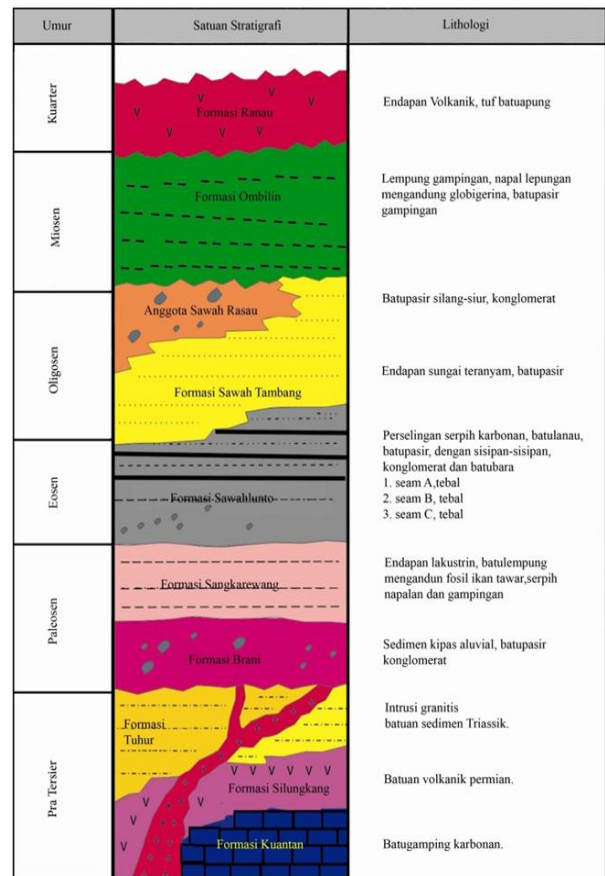 Umur
Satuan Stratigrafi
Lithologi
Kuarter
Formasi Ranau
Endapan Volkanik, tuf batuapung
Miosen
Formasi Ombilin
Lempung gampingan, napal lepungan
mengandung globigerina, batupasir
gampingan
Oligosen
Anggota Sawah Rasau
Batupasir silang-siur, konglomerat
Formasi Sawah Tambang
Endapan sungai teranyam, batupasir
Eosen
Formasi Sawahlunto
Perselingan serpih karbonan, batulanau,
batupasir, dengan sisipan-sisipan,
konglomerat dan batubara
1. seam A,tebal
2. seam B, tebal
3. seam C, tebal
Paleosen
Formasi Sangkarewang
Endapan lakustrin, batulempung
mengandun fosil ikan tawar,serpih
napalan dan gampingan
Formasi Brani
Sedimen kipas aluvial, batupasir
konglomerat
Pra Tersier
Formasi
Tuhur
Intrusi granitis
batuan sedimen Triassik.
Formasi Silungkang
Batuan volkanik permian.
Formasi Kuantan
Batugamping karbonan.